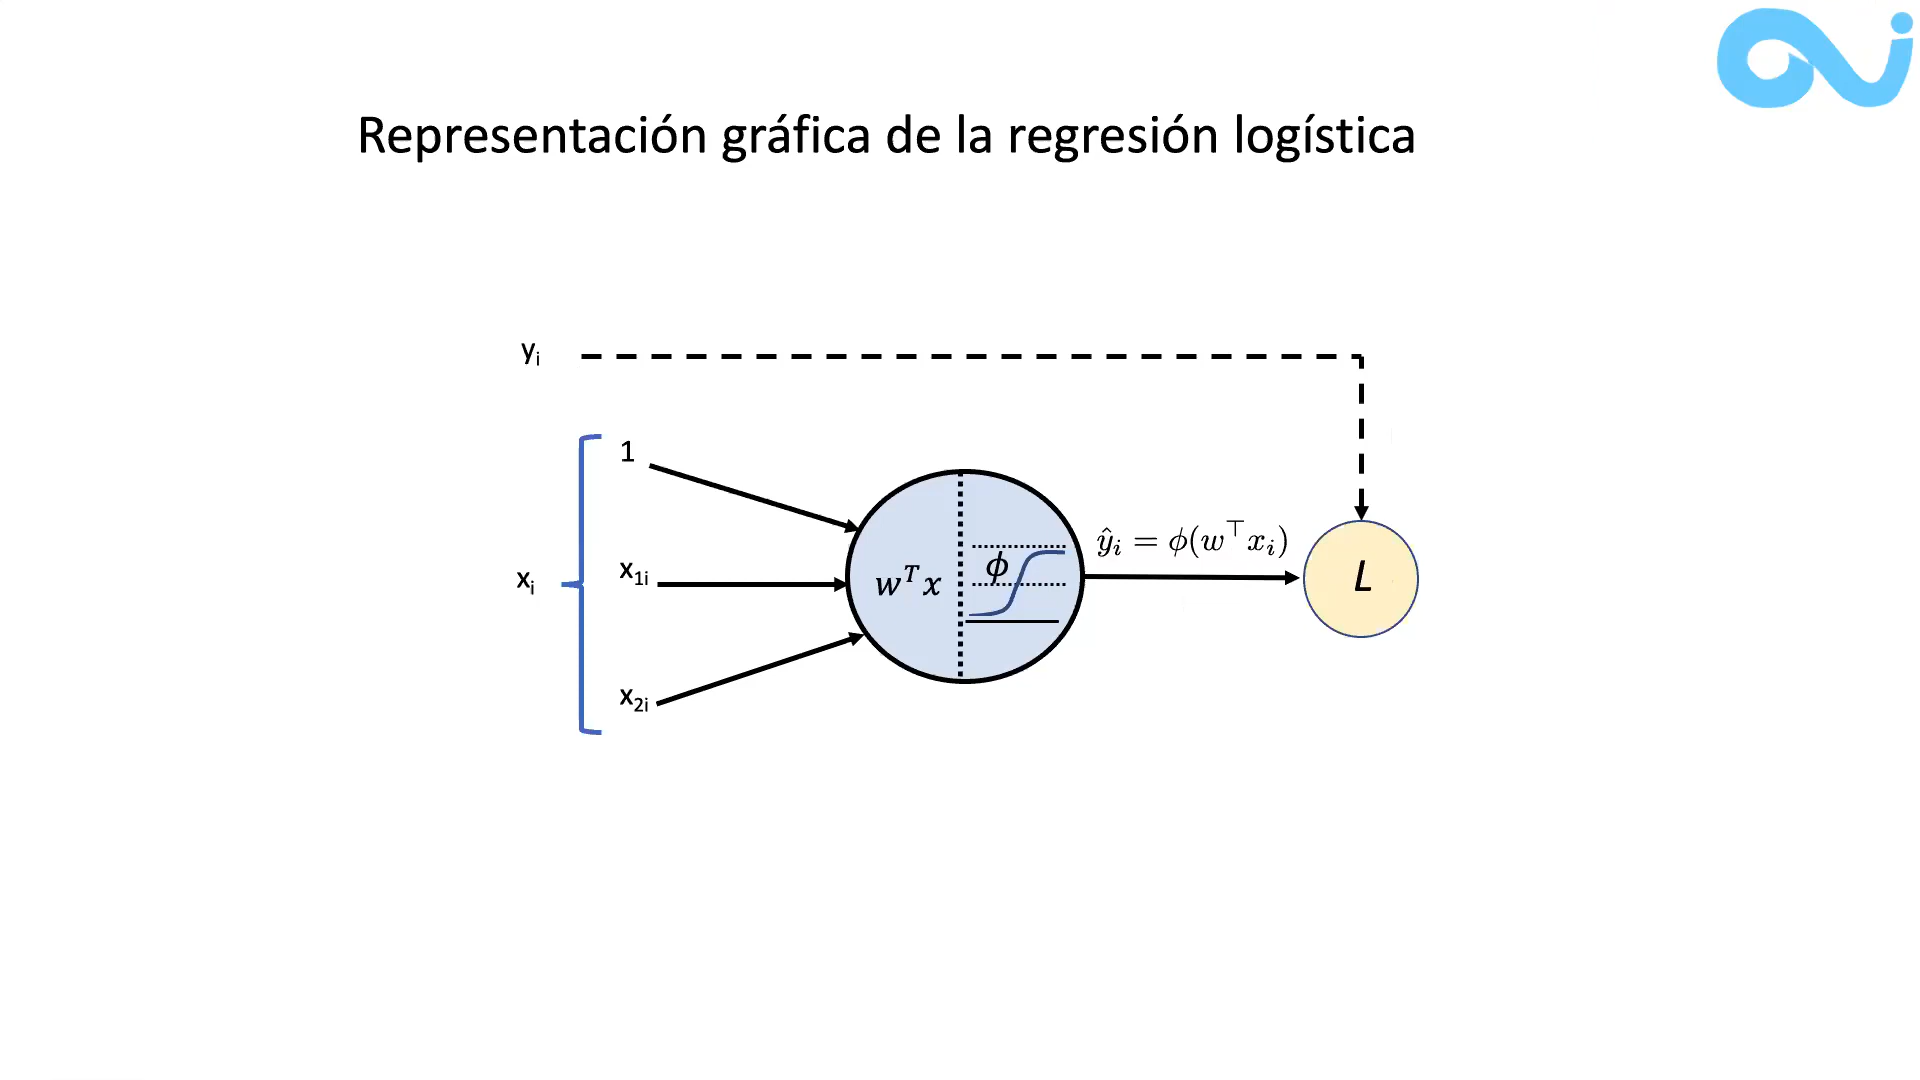 Representación gráfica de la regresión logística
yᵢ
1
xᵢ
x₁ᵢ
x₂ᵢ
wᵀx
ϕ
ŷᵢ = ϕ(w⊤xᵢ)
L